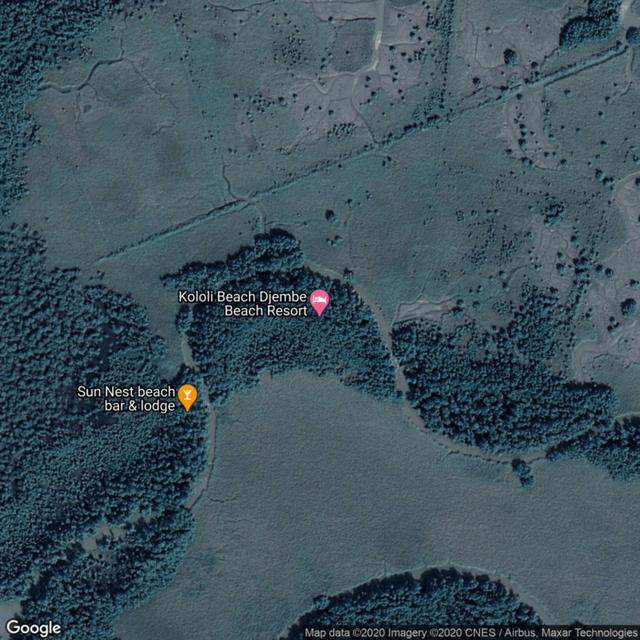 Kololi Beach Djembe
Beach Resort
Sun Nest beach
bar & lodge
Google
Map data ©2020 Imagery ©2020 CNES / Airbus, Maxar Technologies